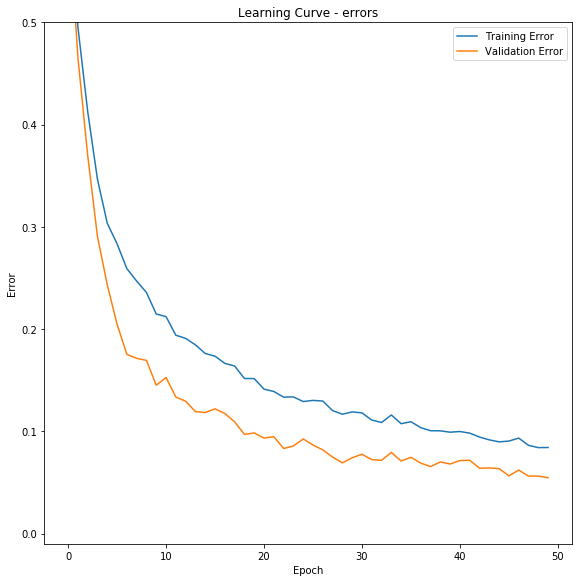 Learning Curve - errors
Training Error
Validation Error
0.5
0.4
0.3
0.2
0.1
0.0
Error
0 10 20 30 40 50
Epoch